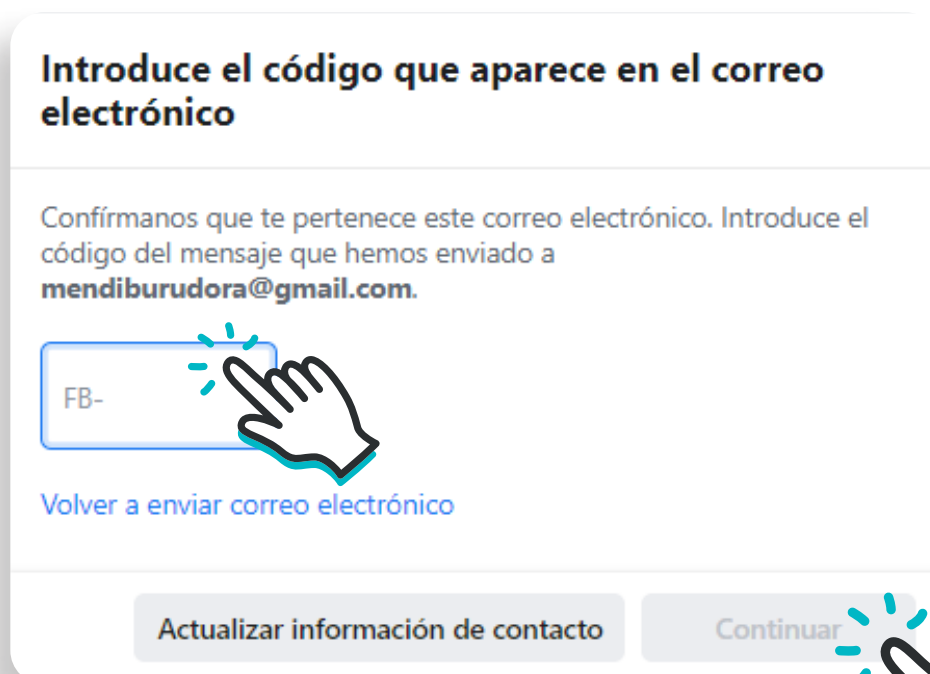 Introduce el código que aparece en el correo
electrónico
Confírmanos que te pertenece este correo electrónico. Introduce el
código del mensaje que hemos enviado a
mendiburudora@gmail.com.
FB-
Volver a enviar correo electrónico
Actualizar información de contacto
Continuar